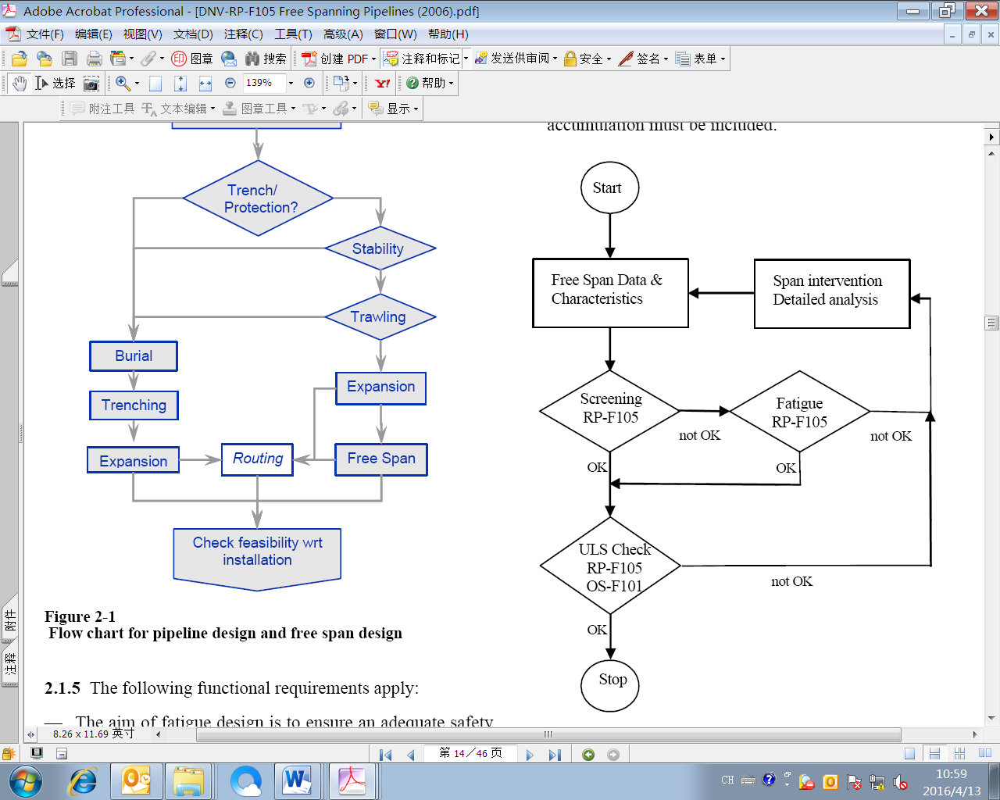 Adobe Acrobat Professional - [DNV-RP-F105 Free Spanning Pipelines (2006).pdf]
文件(F) 编辑(E) 视图(V) 文档(D) 注释(C) 工具(T) 高级(A) 窗口(W) 帮助(H)
图章 搜索 创建 PDF 注释和标记 发送供审阅 安全 签名 表单
选择 139% Y! 帮助
附注工具 文本编辑 图章工具 显示
accumulation must be included.
Trench/
Protection?
Stability
Trawling
Burial
Trenching
Expansion
Expansion
Routing
Free Span
Check feasibility wrt
installation
Figure 2-1
Flow chart for pipeline design and free span design
2.1.5 The following functional requirements apply:
— The aim of fatigue design is to ensure an adequate safety
Start
Free Span Data &
Characteristics
Span intervention
Detailed analysis
Screening
RP-F105
not OK
Fatigue
RP-F105
not OK
OK
OK
ULS Check
RP-F105
OS-F101
not OK
OK
Stop
附件
注释
8.26 x 11.69 英寸
第 14／46 页
CH
10:59
2016/4/13